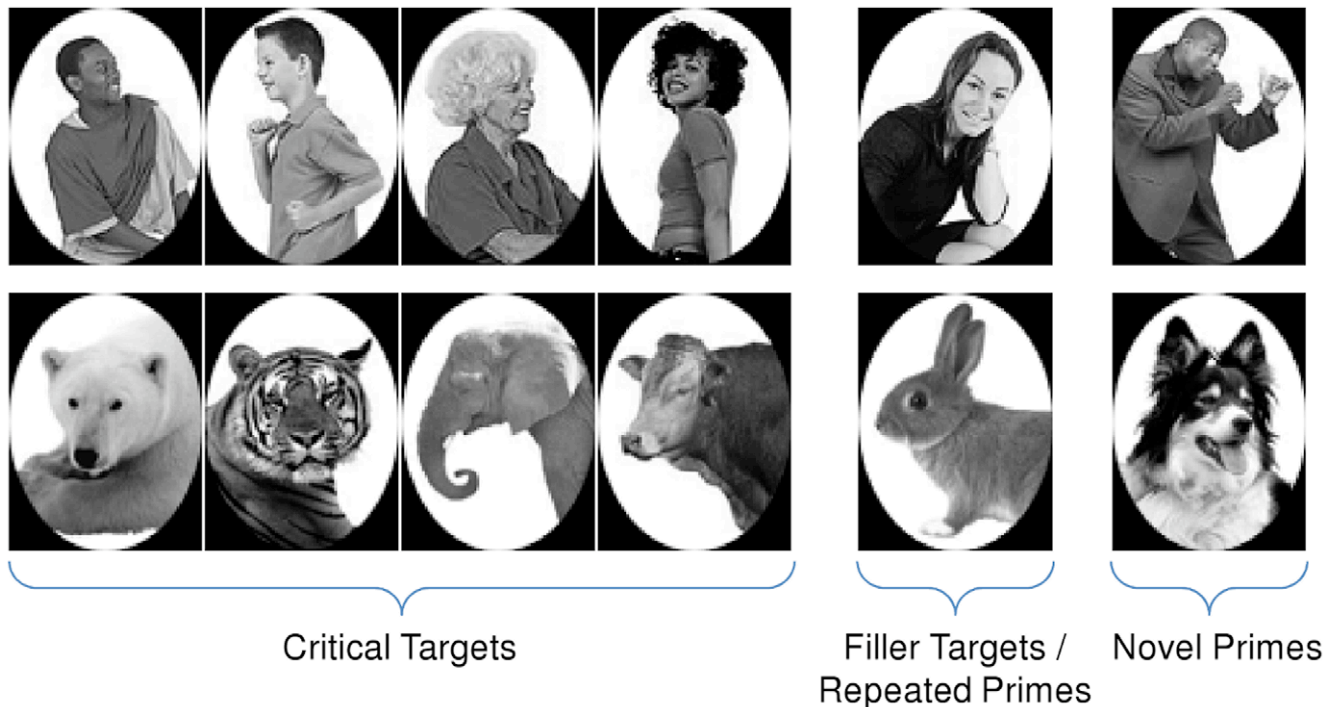 Critical Targets
Filler Targets /
Repeated Primes
Novel Primes